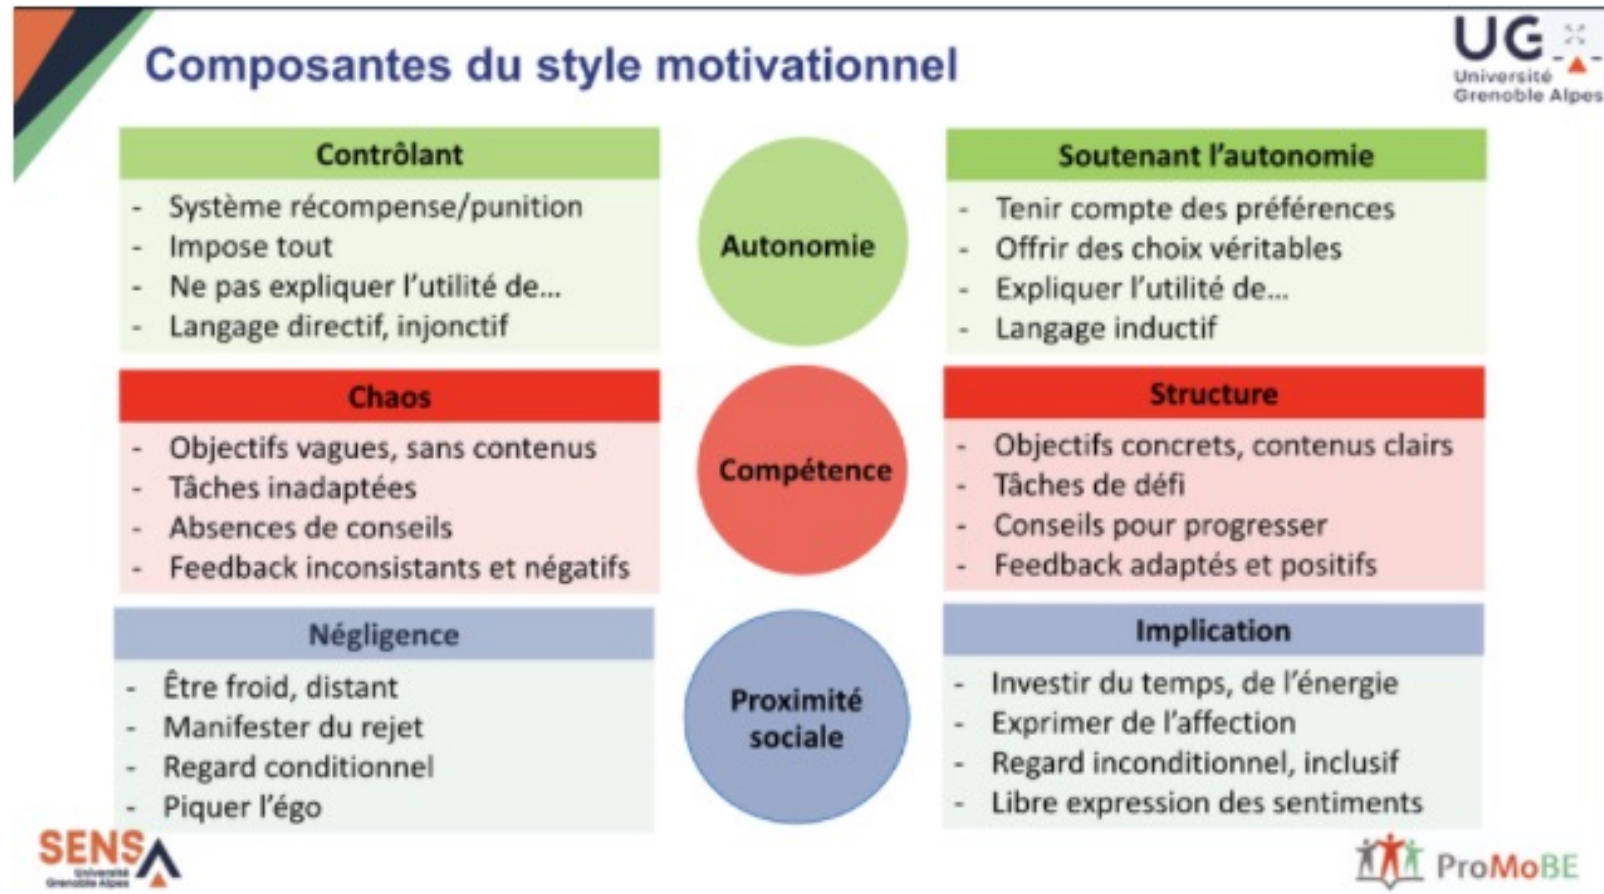 Composantes du style motivationnel
UG
Université
Grenoble Alpes
Contrôlant
- Système récompense/punition
- Impose tout
- Ne pas expliquer l'utilité de...
- Langage directif, injonctif
Autonomie
Soutenant l'autonomie
- Tenir compte des préférences
- Offrir des choix véritables
- Expliquer l'utilité de...
- Langage inductif
Chaos
- Objectifs vagues, sans contenus
- Tâches inadaptées
- Absences de conseils
- Feedback inconsistants et négatifs
Compétence
Structure
- Objectifs concrets, contenus clairs
- Tâches de défi
- Conseils pour progresser
- Feedback adaptés et positifs
Négligence
- Être froid, distant
- Manifester du rejet
- Regard conditionnel
- Piquer l'égo
Proximité
sociale
Implication
- Investir du temps, de l'énergie
- Exprimer de l'affection
- Regard inconditionnel, inclusif
- Libre expression des sentiments
SENS
Université
Grenoble Alpes
ProMoBE